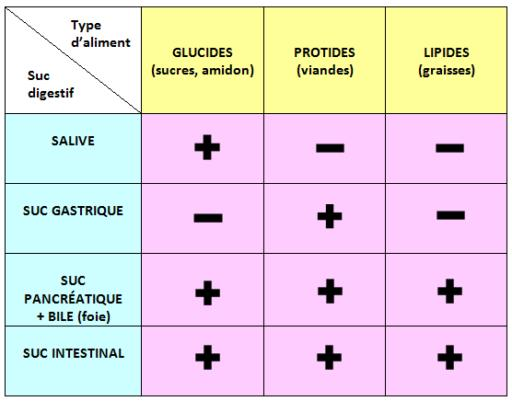 Type
d’aliment
Suc
digestif
GLUCIDES
(sucres, amidon)
PROTIDES
(viandes)
LIPIDES
(graisses)
SALIVE
+ − −
SUC GASTRIQUE
− + −
SUC
PANCRÉATIQUE
+ BILE (foie)
+ + +
SUC INTESTINAL
+ + +